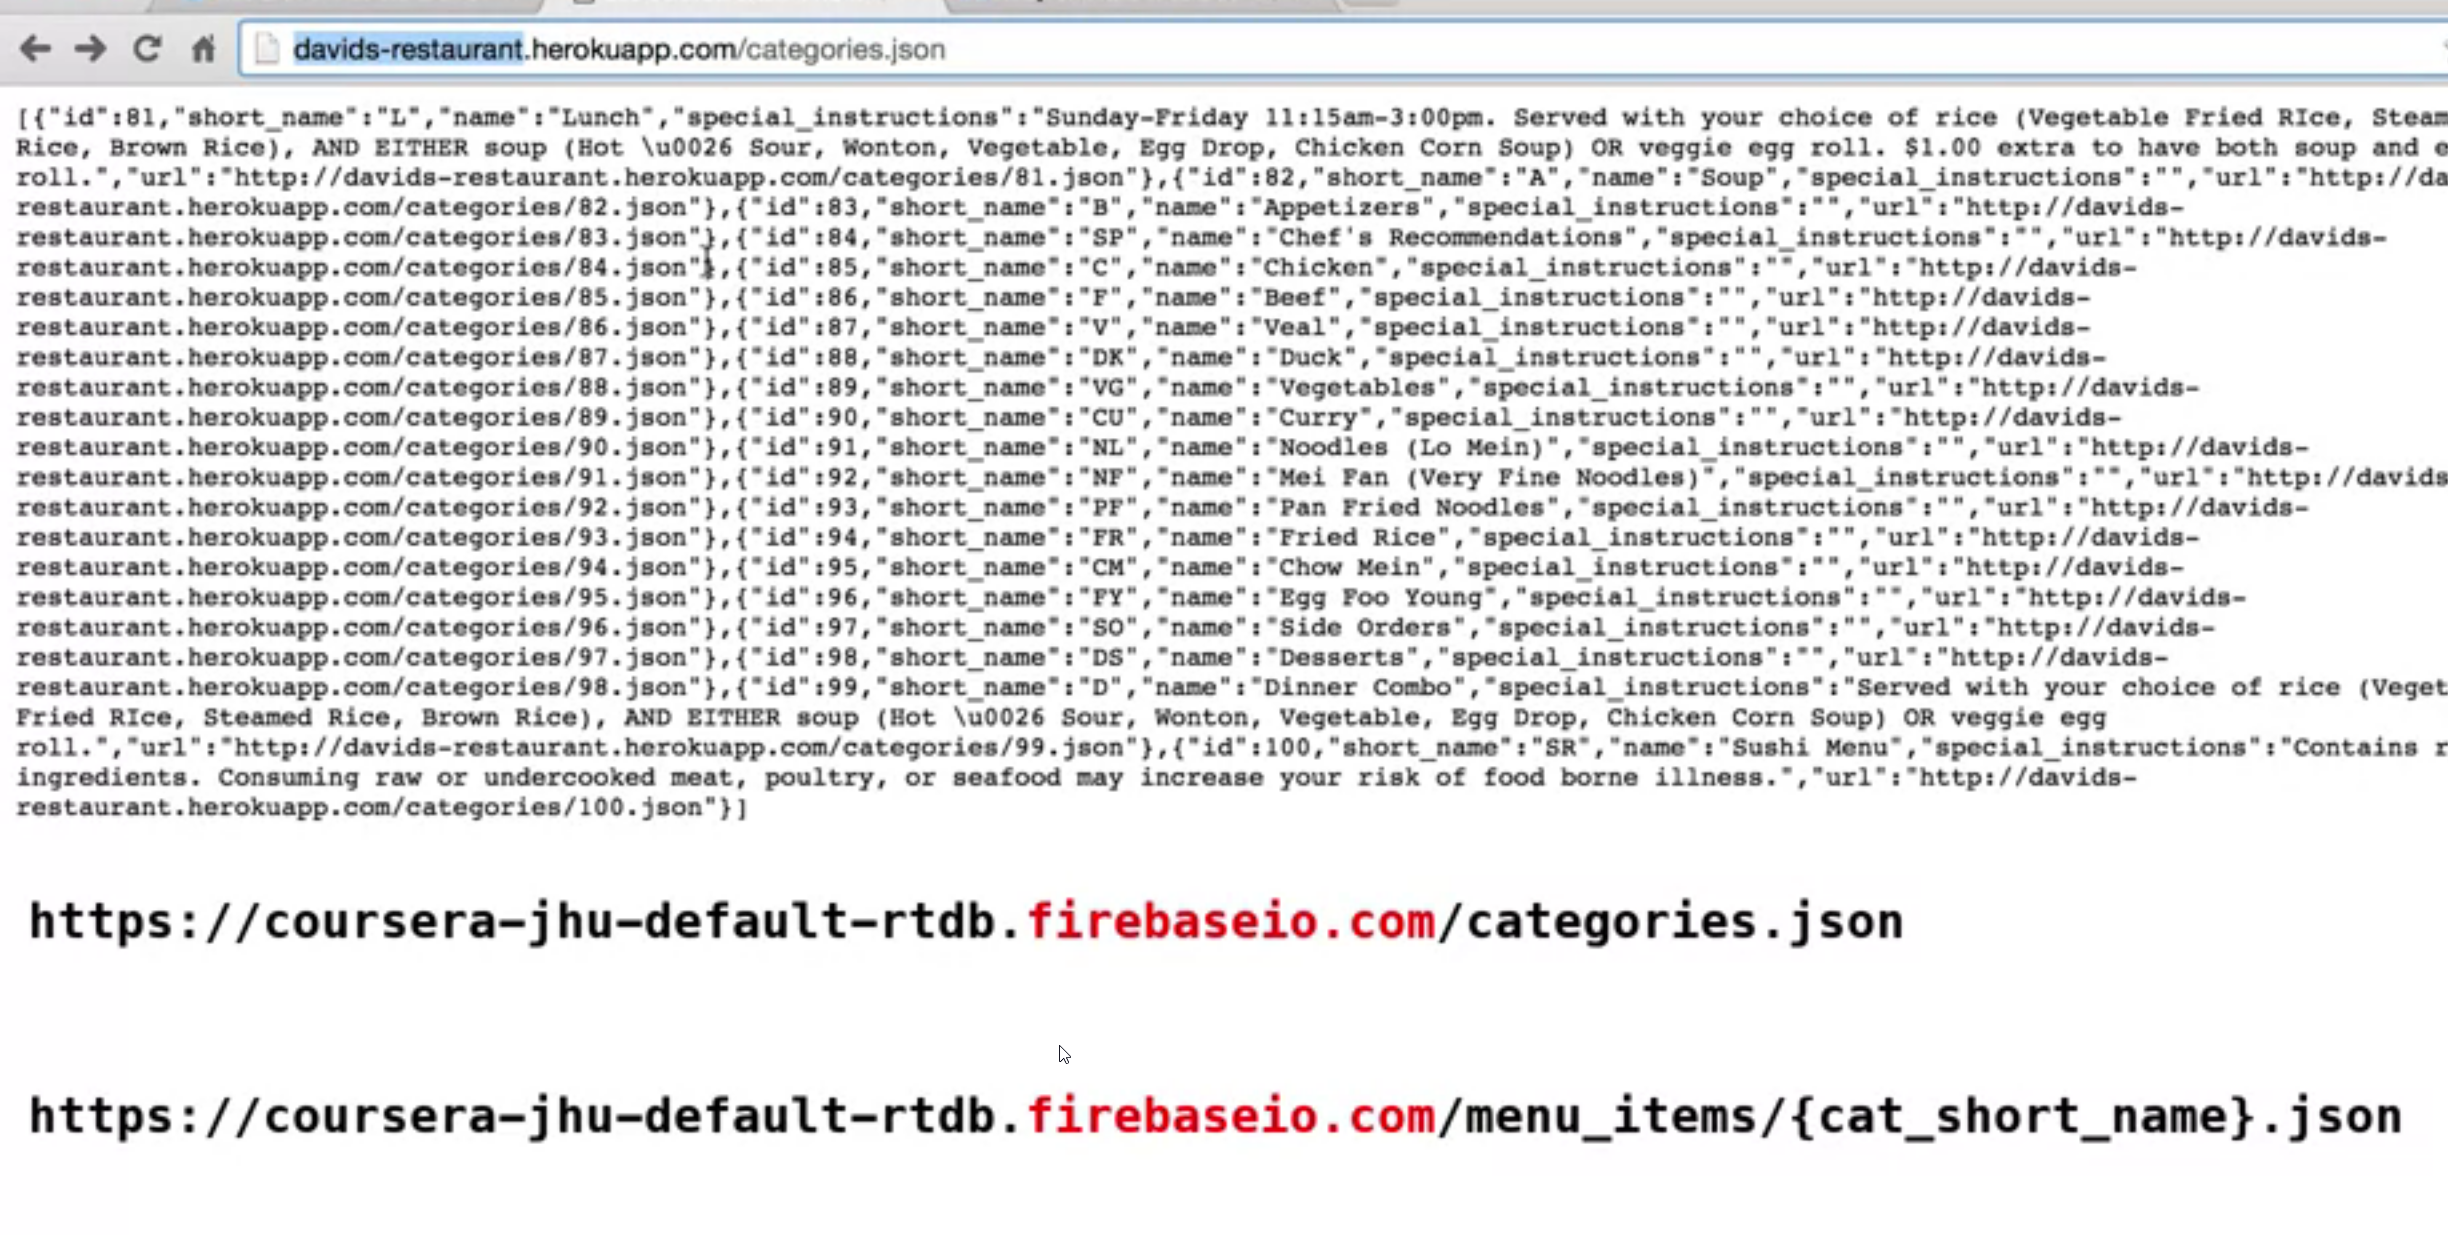 davids-restaurant.herokuapp.com/categories.json
[{"id":81,"short_name":"L","name":"Lunch","special_instructions":"Sunday-Friday 11:15am-3:00pm. Served with your choice of rice (Vegetable Fried RIce, Steam
Rice, Brown Rice), AND EITHER soup (Hot \u0026 Sour, Wonton, Vegetable, Egg Drop, Chicken Corn Soup) OR veggie egg roll. $1.00 extra to have both soup and e
roll.","url":"http://davids-restaurant.herokuapp.com/categories/81.json"},{"id":82,"short_name":"A","name":"Soup","special_instructions":"","url":"http://da
restaurant.herokuapp.com/categories/82.json"},{"id":83,"short_name":"B","name":"Appetizers","special_instructions":"","url":"http://davids-
restaurant.herokuapp.com/categories/83.json"},{"id":84,"short_name":"SP","name":"Chef's Recommendations","special_instructions":"","url":"http://davids-
restaurant.herokuapp.com/categories/84.json"},{"id":85,"short_name":"C","name":"Chicken","special_instructions":"","url":"http://davids-
restaurant.herokuapp.com/categories/85.json"},{"id":86,"short_name":"F","name":"Beef","special_instructions":"","url":"http://davids-
restaurant.herokuapp.com/categories/86.json"},{"id":87,"short_name":"V","name":"Veal","special_instructions":"","url":"http://davids-
restaurant.herokuapp.com/categories/87.json"},{"id":88,"short_name":"DK","name":"Duck","special_instructions":"","url":"http://davids-
restaurant.herokuapp.com/categories/88.json"},{"id":89,"short_name":"VG","name":"Vegetables","special_instructions":"","url":"http://davids-
restaurant.herokuapp.com/categories/89.json"},{"id":90,"short_name":"CU","name":"Curry","special_instructions":"","url":"http://davids-
restaurant.herokuapp.com/categories/90.json"},{"id":91,"short_name":"NL","name":"Noodles (Lo Mein)","special_instructions":"","url":"http://davids-
restaurant.herokuapp.com/categories/91.json"},{"id":92,"short_name":"NF","name":"Mei Fan (Very Fine Noodles)","special_instructions":"","url":"http://davids
restaurant.herokuapp.com/categories/92.json"},{"id":93,"short_name":"PF","name":"Pan Fried Noodles","special_instructions":"","url":"http://davids-
restaurant.herokuapp.com/categories/93.json"},{"id":94,"short_name":"FR","name":"Fried Rice","special_instructions":"","url":"http://davids-
restaurant.herokuapp.com/categories/94.json"},{"id":95,"short_name":"CM","name":"Chow Mein","special_instructions":"","url":"http://davids-
restaurant.herokuapp.com/categories/95.json"},{"id":96,"short_name":"FY","name":"Egg Foo Young","special_instructions":"","url":"http://davids-
restaurant.herokuapp.com/categories/96.json"},{"id":97,"short_name":"SO","name":"Side Orders","special_instructions":"","url":"http://davids-
restaurant.herokuapp.com/categories/97.json"},{"id":98,"short_name":"DS","name":"Desserts","special_instructions":"","url":"http://davids-
restaurant.herokuapp.com/categories/98.json"},{"id":99,"short_name":"D","name":"Dinner Combo","special_instructions":"Served with your choice of rice (Veget
Fried RIce, Steamed Rice, Brown Rice), AND EITHER soup (Hot \u0026 Sour, Wonton, Vegetable, Egg Drop, Chicken Corn Soup) OR veggie egg
roll.","url":"http://davids-restaurant.herokuapp.com/categories/99.json"},{"id":100,"short_name":"SR","name":"Sushi Menu","special_instructions":"Contains r
ingredients. Consuming raw or undercooked meat, poultry, or seafood may increase your risk of food borne illness.","url":"http://davids-
restaurant.herokuapp.com/categories/100.json"}]
https://coursera-jhu-default-rtdb.firebaseio.com/categories.json
https://coursera-jhu-default-rtdb.firebaseio.com/menu_items/{cat_short_name}.json